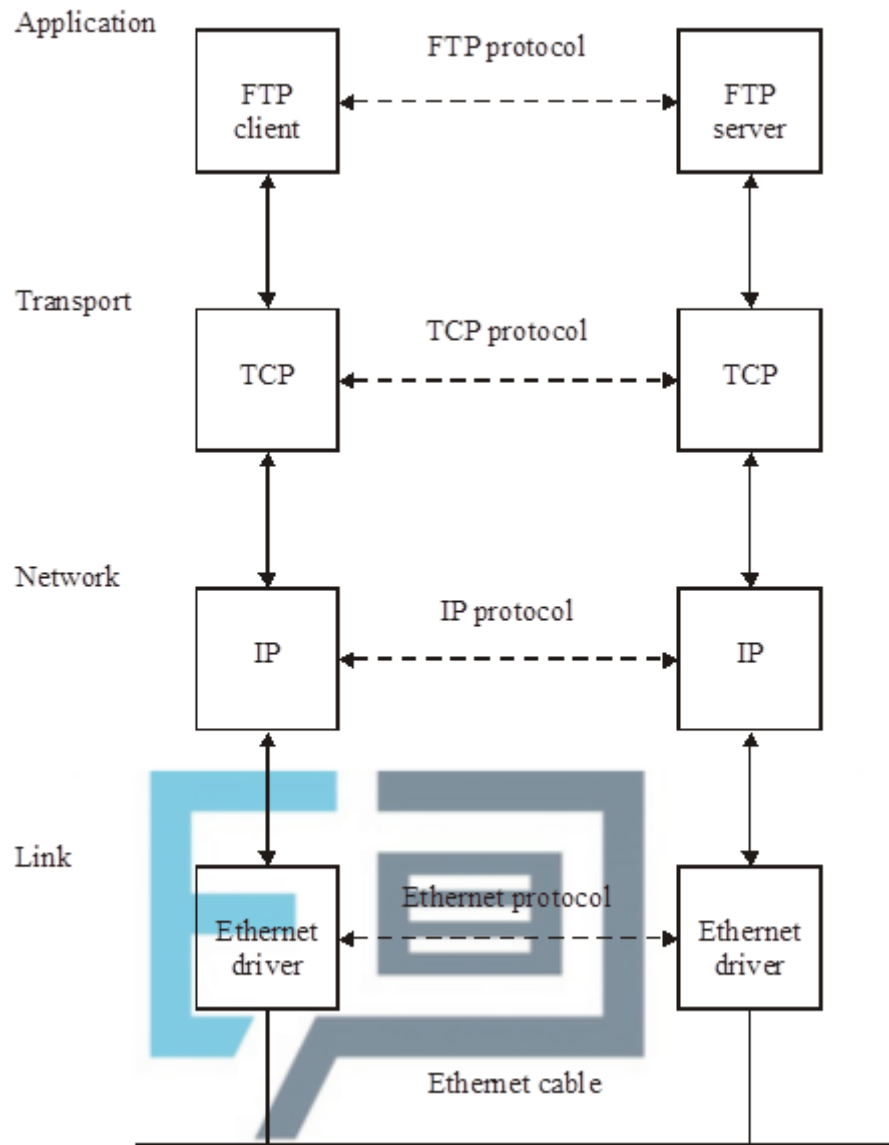 Application
FTP protocol
FTP
client
FTP
server
Transport
TCP protocol
TCP
TCP
Network
IP protocol
IP
IP
Link
Ethernet protocol
Ethernet
driver
Ethernet
driver
Ethernet cable